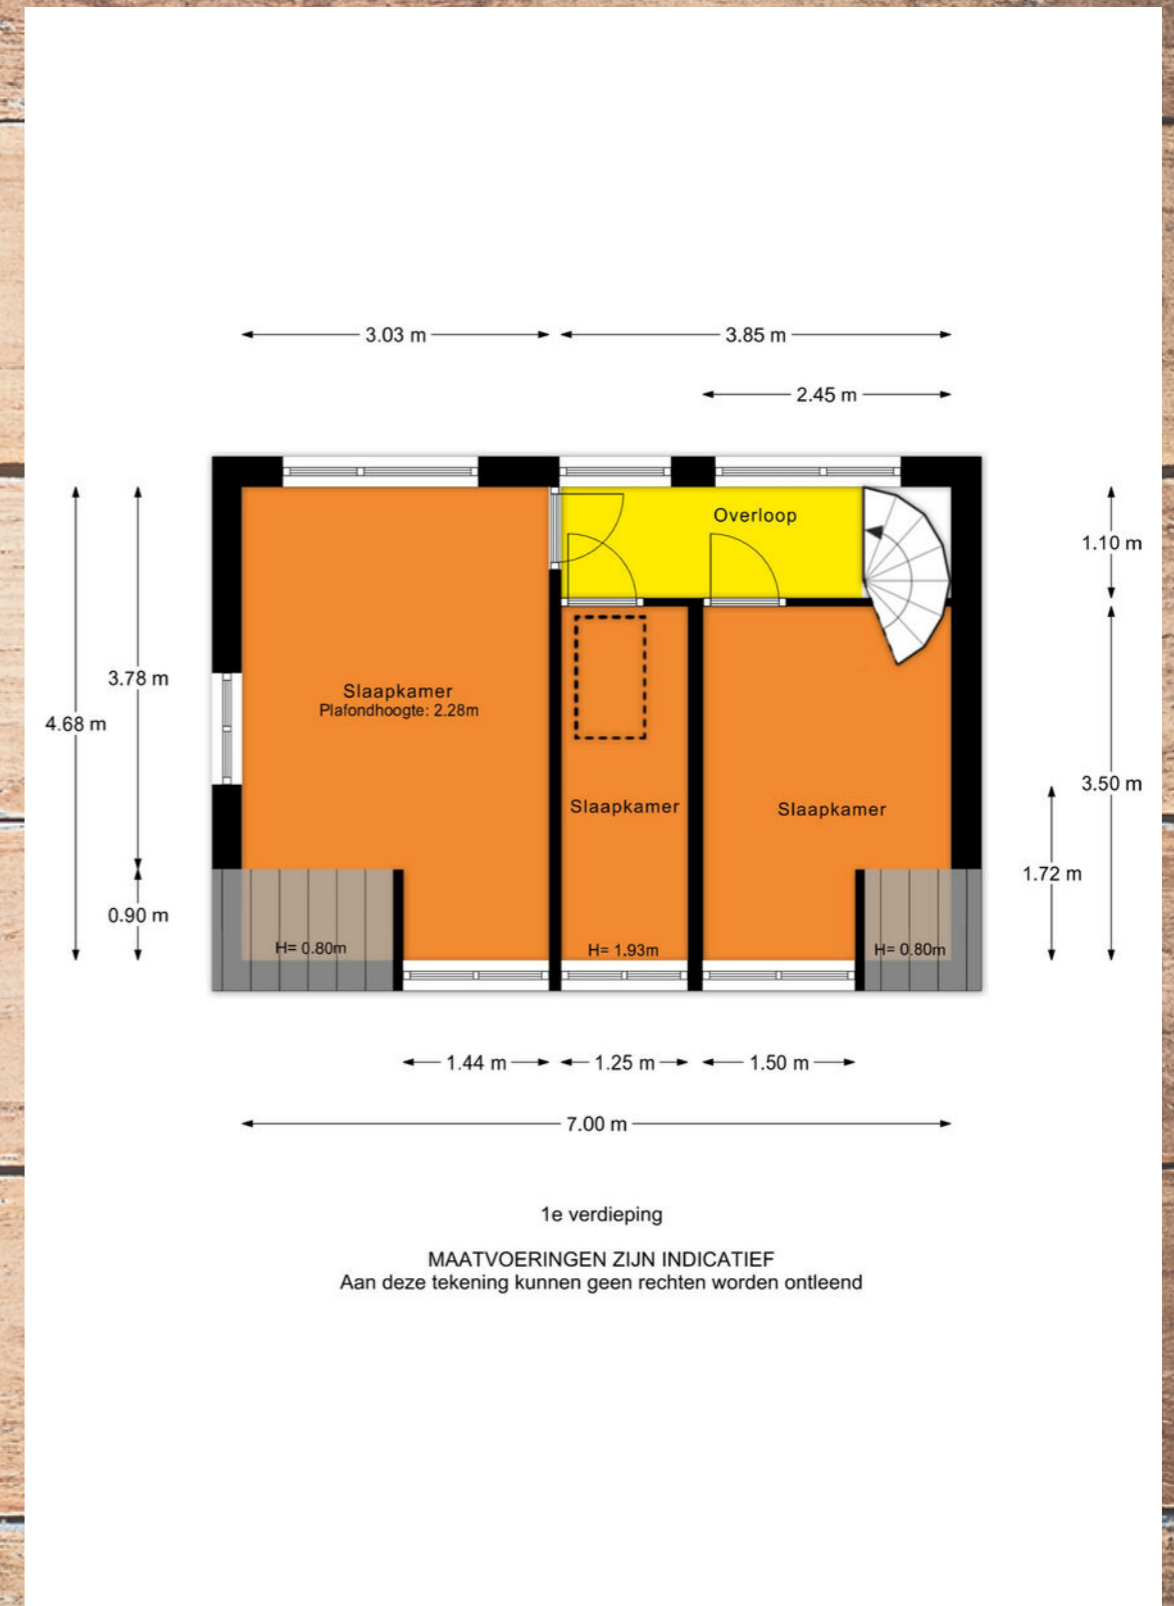 3.03 m
3.85 m
2.45 m
Overloop
1.10 m
3.78 m
Slaapkamer
Plafondhoogte: 2.28m
4.68 m
3.50 m
Slaapkamer
Slaapkamer
1.72 m
0.90 m
H= 0.80m
H= 1.93m
H= 0.80m
1.44 m
1.25 m
1.50 m
7.00 m
1e verdieping
MAATVOERINGEN ZIJN INDICATIEF
Aan deze tekening kunnen geen rechten worden ontleend